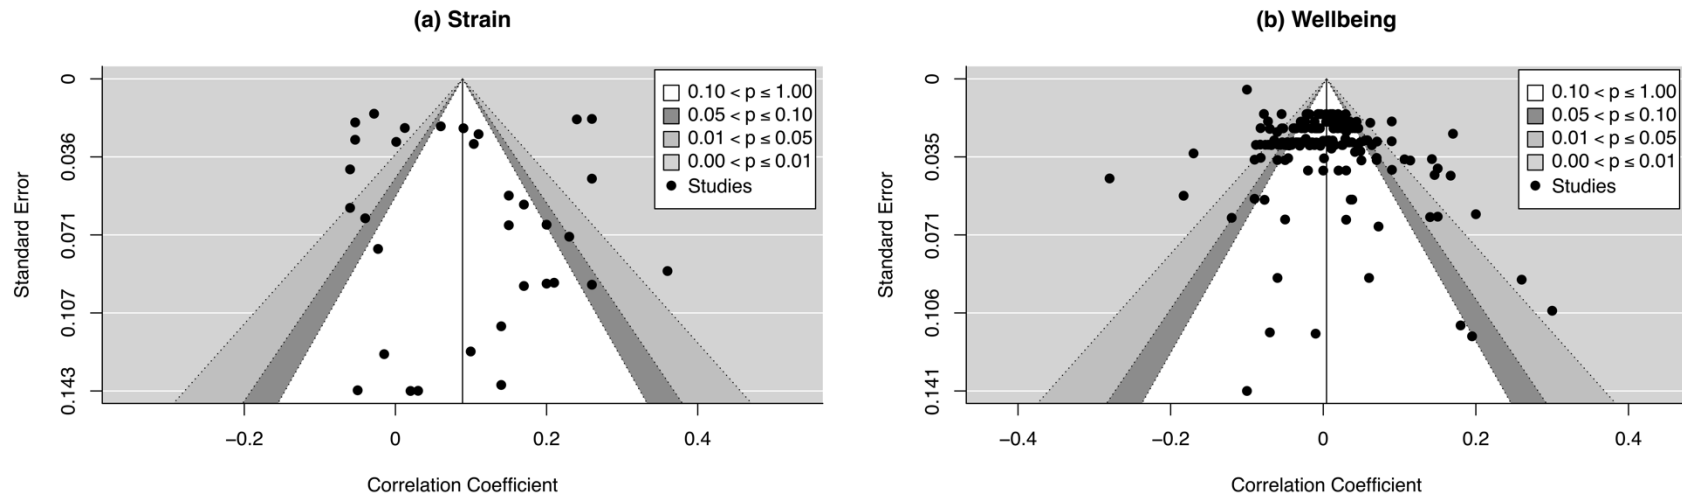 (a) Strain
0
0.036
0.071
0.107
0.143
Standard Error
0.10 < p ≤ 1.00
0.05 < p ≤ 0.10
0.01 < p ≤ 0.05
0.00 < p ≤ 0.01
Studies
−0.2 0 0.2 0.4
Correlation Coefficient
(b) Wellbeing
0
0.035
0.071
0.106
0.141
Standard Error
0.10 < p ≤ 1.00
0.05 < p ≤ 0.10
0.01 < p ≤ 0.05
0.00 < p ≤ 0.01
Studies
−0.4 −0.2 0 0.2 0.4
Correlation Coefficient